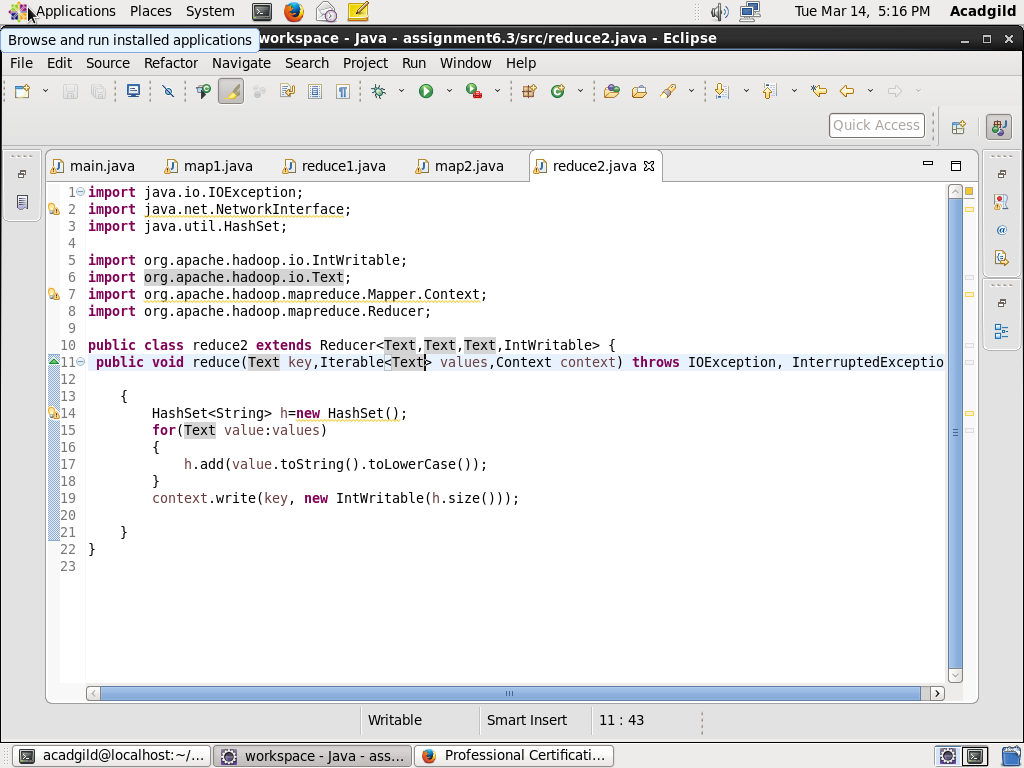 Applications Places System Tue Mar 14, 5:16 PM Acadgild
Browse and run installed applications
workspace - Java - assignment6.3/src/reduce2.java - Eclipse
File Edit Source Refactor Navigate Search Project Run Window Help
Quick Access
main.java map1.java reduce1.java map2.java reduce2.java
1 import java.io.IOException;
2 import java.net.NetworkInterface;
3 import java.util.HashSet;
4
5 import org.apache.hadoop.io.IntWritable;
6 import org.apache.hadoop.io.Text;
7 import org.apache.hadoop.mapreduce.Mapper.Context;
8 import org.apache.hadoop.mapreduce.Reducer;
9
10 public class reduce2 extends Reducer<Text,Text,Text,IntWritable> {
11 public void reduce(Text key,Iterable<Text> values,Context context) throws IOException, InterruptedExceptio
12
13 {
14 HashSet<String> h=new HashSet();
15 for(Text value:values)
16 {
17 h.add(value.toString().toLowerCase());
18 }
19 context.write(key, new IntWritable(h.size()));
20
21 }
22 }
23
Writable Smart Insert 11 : 43
acadgild@localhost:~/... workspace - Java - ass... Professional Certificati...